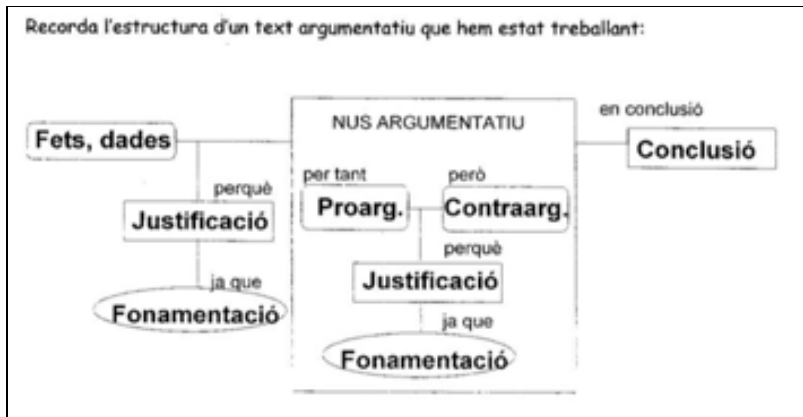 Recorda l'estructura d'un text argumentatiu que hem estat treballant:
en conclusió
NUS ARGUMENTATIU
Fets, dades
Conclusió
per tant
però
perquè
Proarg.
Contraarg.
Justificació
perquè
Justificació
ja que
Fonamentació
ja que
Fonamentació